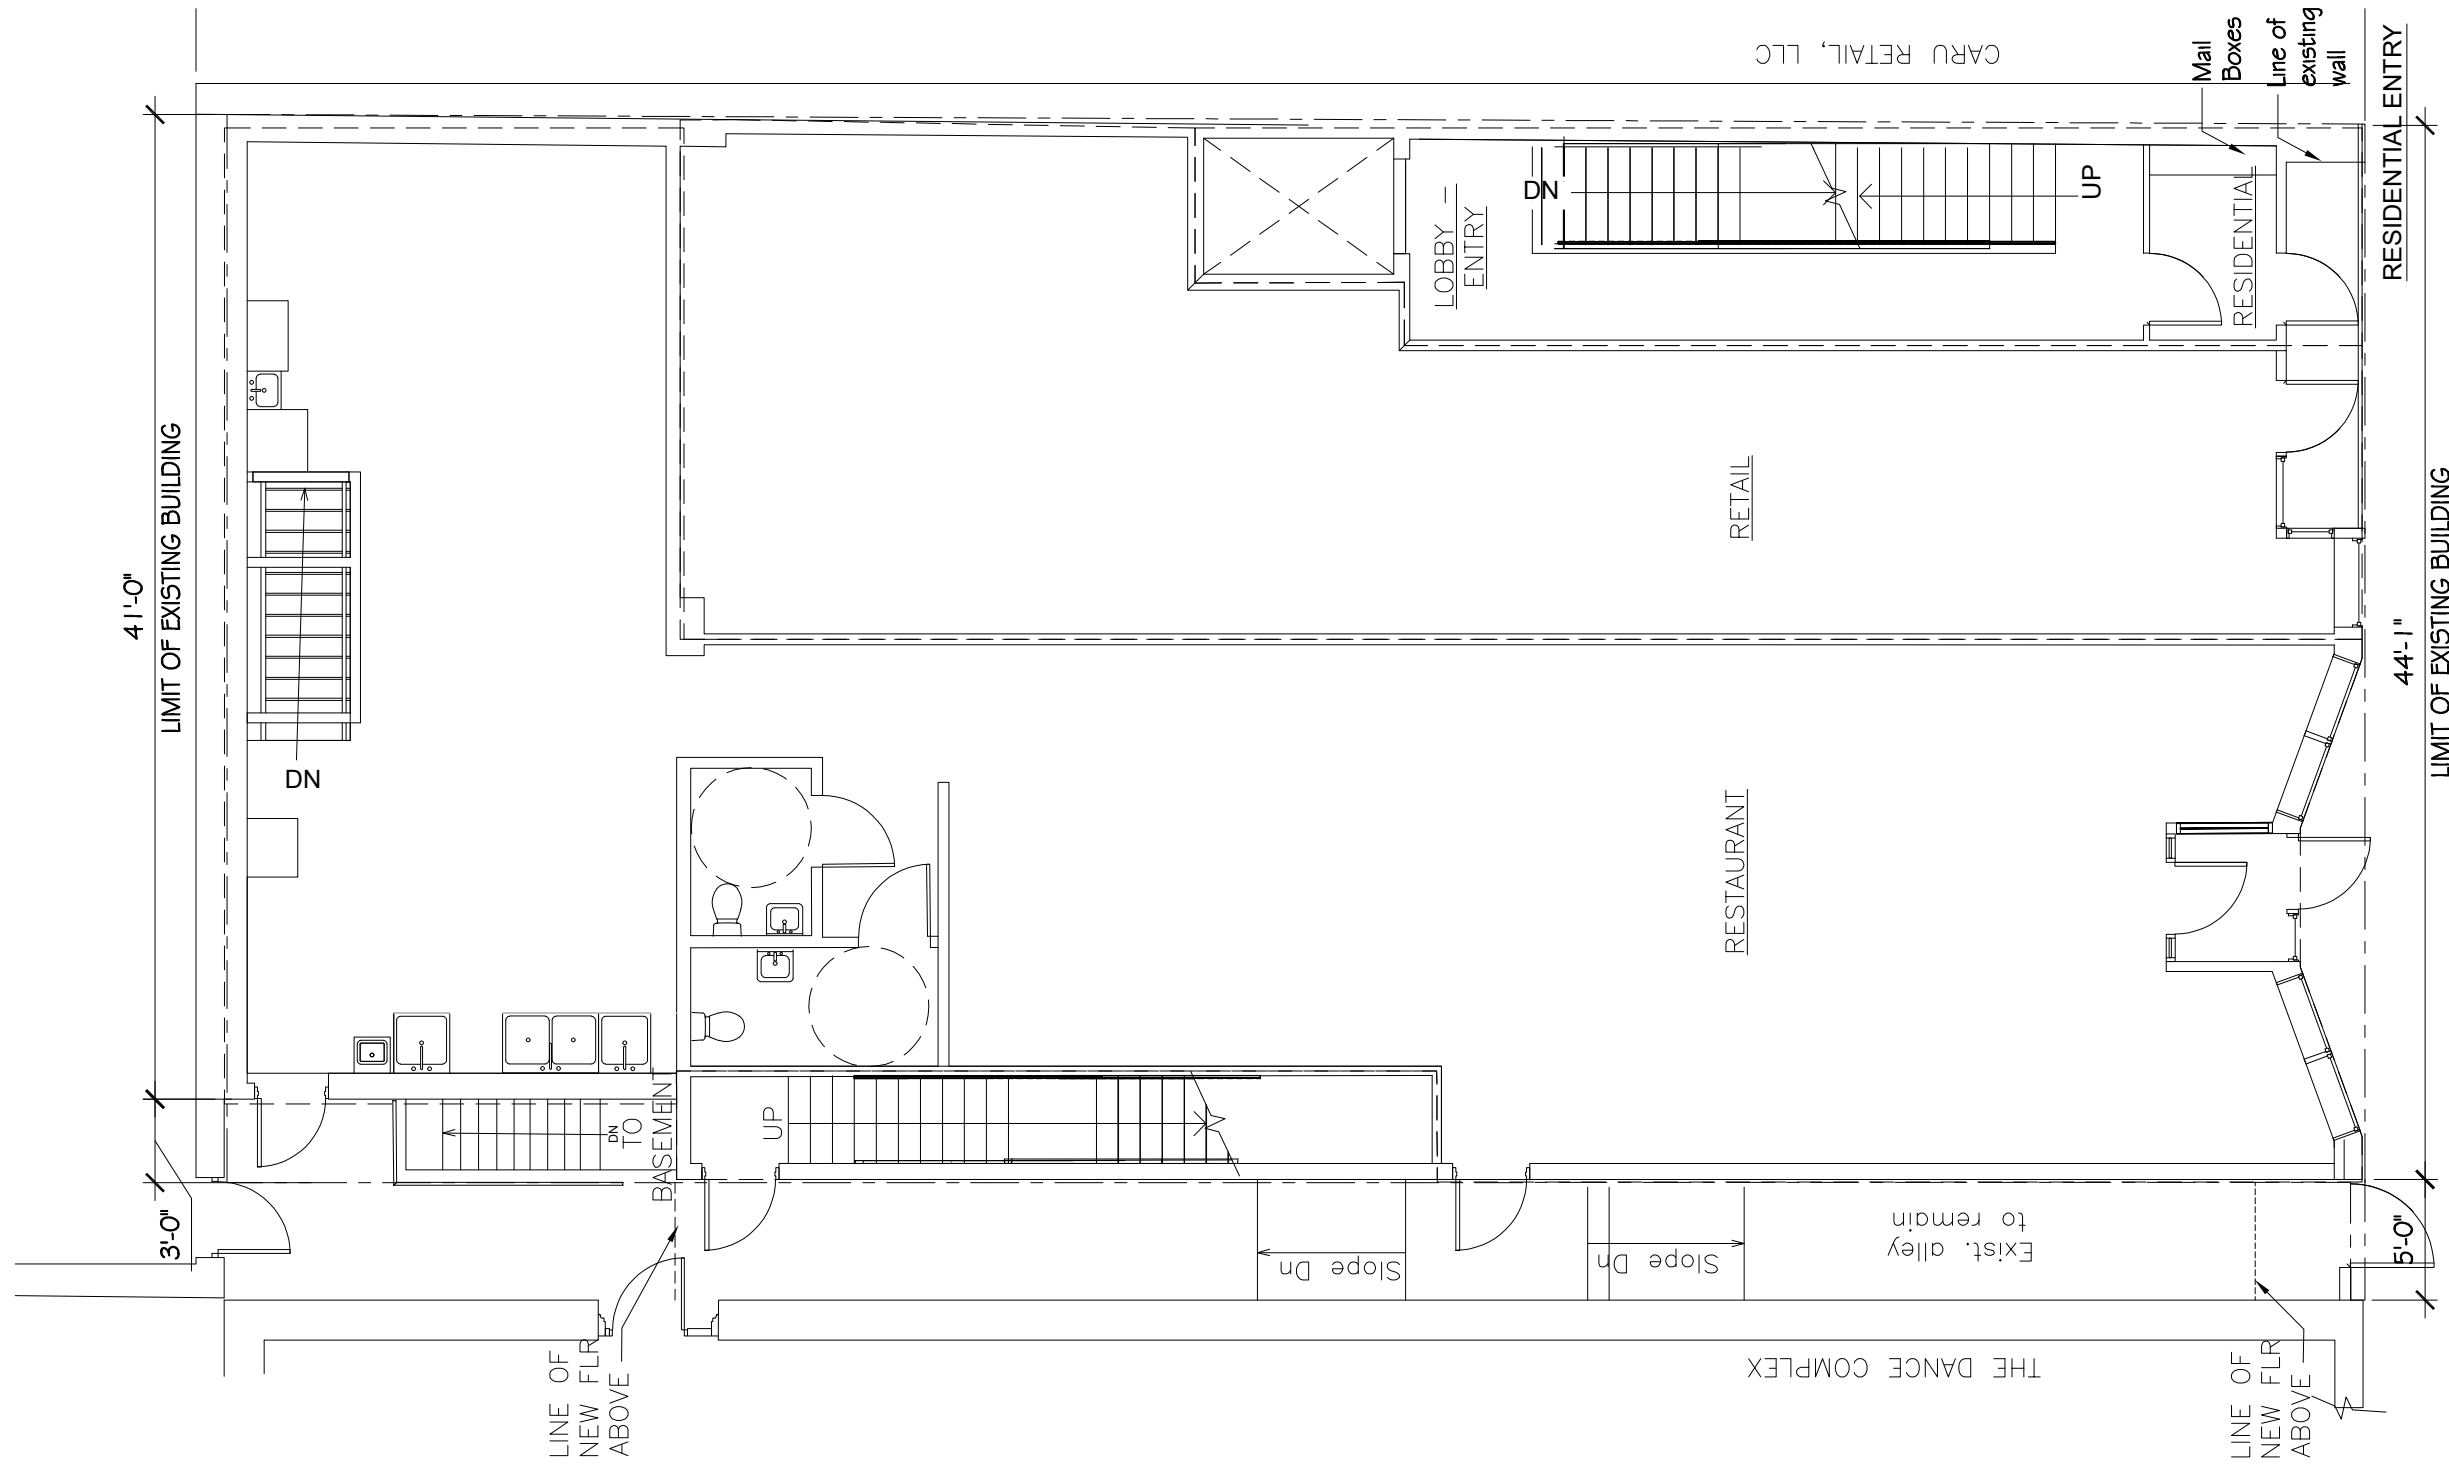 CARU RETAIL, LLC
Mail
Boxes
Line of
existing
wall
RESIDENTIAL ENTRY
LOBBY –
ENTRY
DN
UP
RESIDENTIAL
41'-0"
LIMIT OF EXISTING BUILDING
RETAIL
44'-1"
LIMIT OF EXISTING BUILDING
DN
RESTAURANT
UP
DN
TO
BASEMENT
3'-0"
Slope Dn
Slope Dn
Exist. alley
to remain
5'-0"
LINE OF
NEW FLR
ABOVE
THE DANCE COMPLEX
LINE OF
NEW FLR
ABOVE